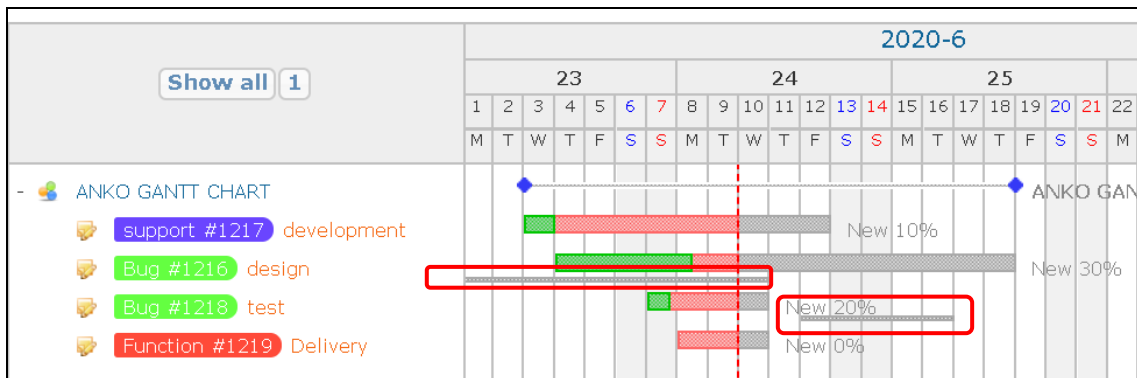 2020-6
Show all 1
23 24 25
1 2 3 4 5 6 7 8 9 10 11 12 13 14 15 16 17 18 19 20 21 22
M T W T F S S M T W T F S S M T W T F S S M
- ANKO GANTT CHART ANKO GAN
support #1217 development New 10%
Bug #1216 design New 30%
Bug #1218 test New 20%
Function #1219 Delivery New 0%